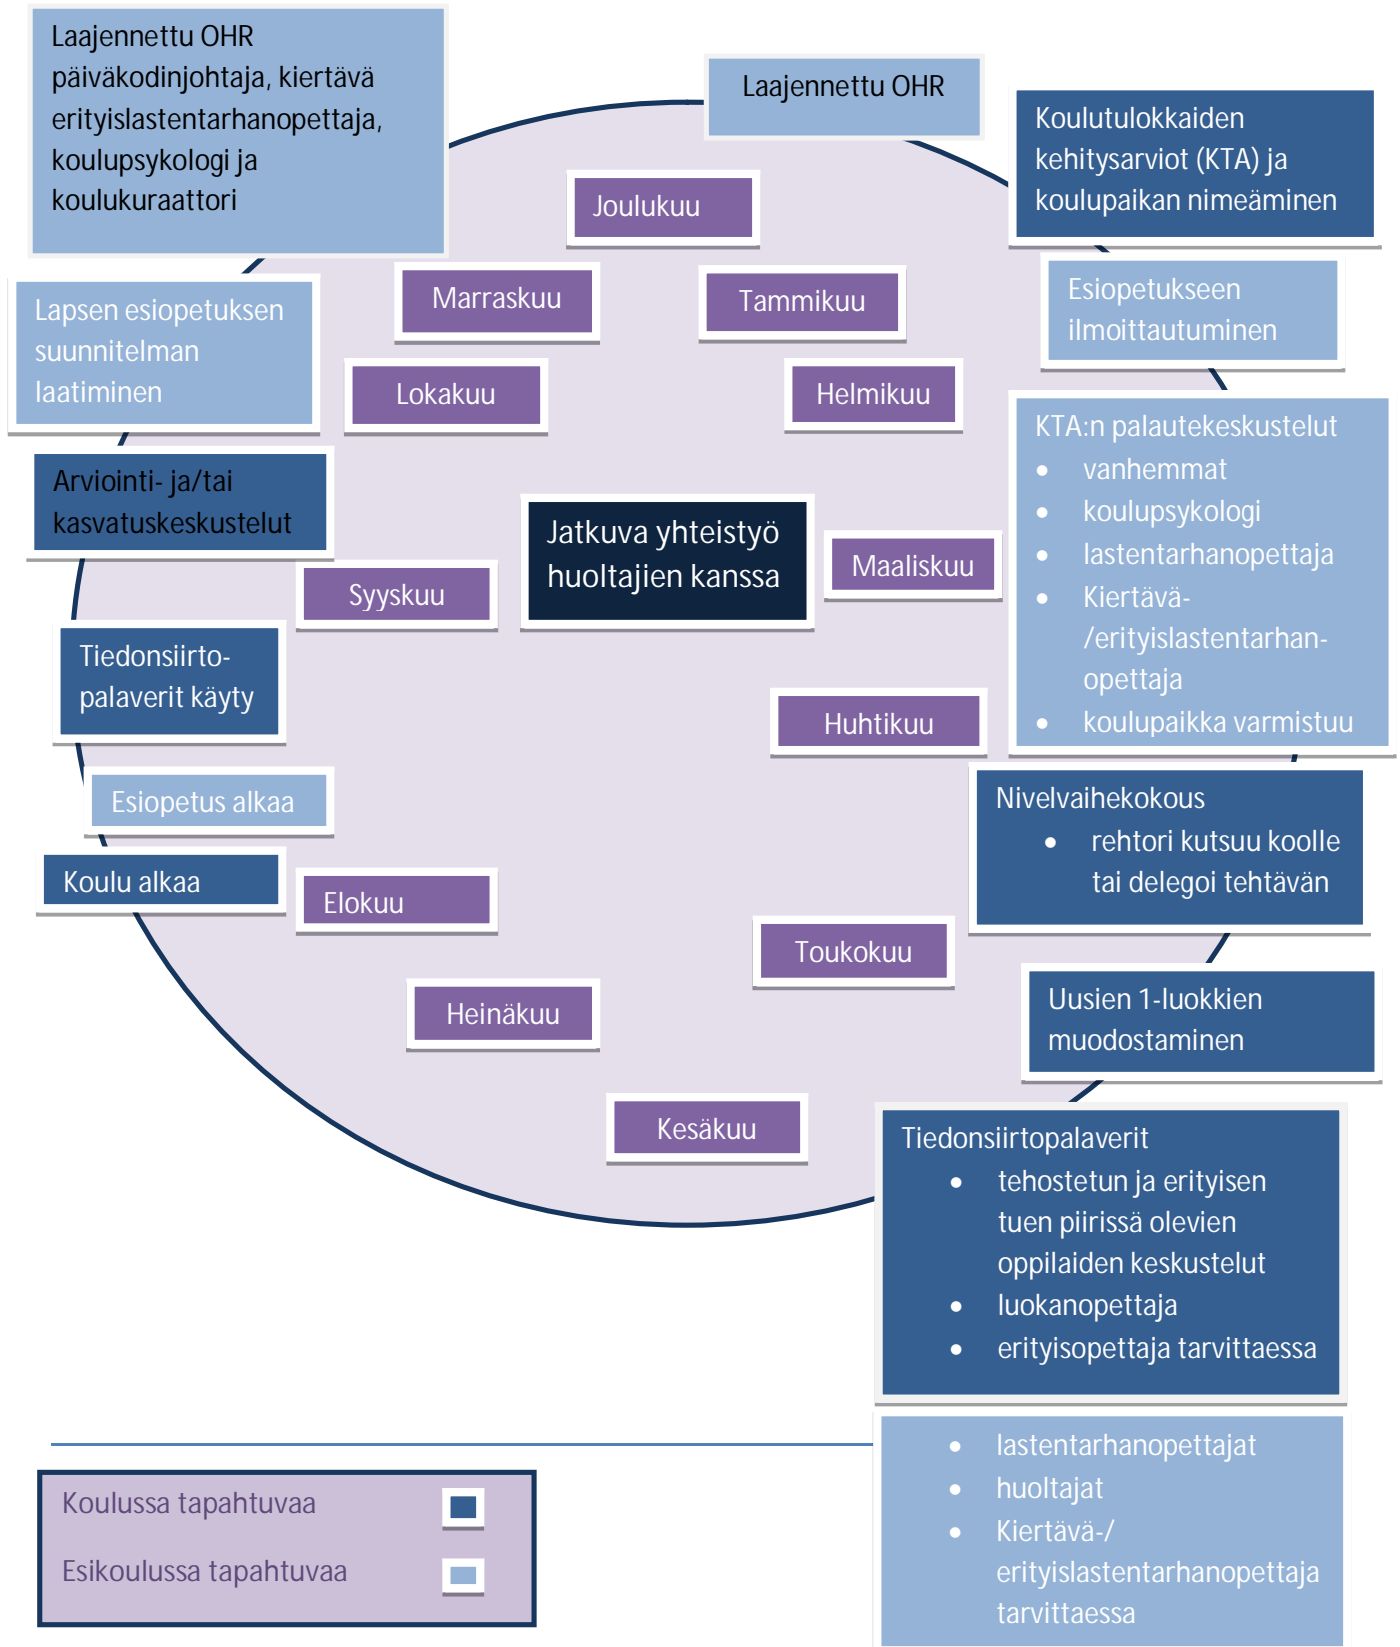 Laajennettu OHR
päiväkodinjohtaja, kiertävä
erityislastentarhanopettaja,
koulupsykologi ja
koulukuraattori
Laajennettu OHR
Koulutulokkaiden
kehitysarviot (KTA) ja
koulupaikan nimeäminen
Joulukuu
Marraskuu
Tammikuu
Esiopetukseen
ilmoittautuminen
Lapsen esiopetuksen
suunnitelman
laatiminen
Lokakuu
Helmikuu
KTA:n palautekeskustelut
• vanhemmat
• koulupsykologi
• lastentarhanopettaja
• Kiertävä-
/erityislastentarhan-
opettaja
• koulupaikka varmistuu
Arviointi- ja/tai
kasvatuskeskustelut
Jatkuva yhteistyö
huoltajien kanssa
Maaliskuu
Syyskuu
Tiedonsiirto-
palaverit käyty
Huhtikuu
Esiopetus alkaa
Nivelvaihekokous
• rehtori kutsuu koolle
tai delegoi tehtävän
Koulu alkaa
Elokuu
Toukokuu
Heinäkuu
Uusien 1-luokkien
muodostaminen
Kesäkuu
Tiedonsiirtopalaverit
• tehostetun ja erityisen
tuen piirissä olevien
oppilaiden keskustelut
• luokanopettaja
• erityisopettaja tarvittaessa
• lastentarhanopettajat
• huoltajat
• Kiertävä-/
erityislastentarhanopettaja
tarvittaessa
Koulussa tapahtuvaa
Esikoulussa tapahtuvaa